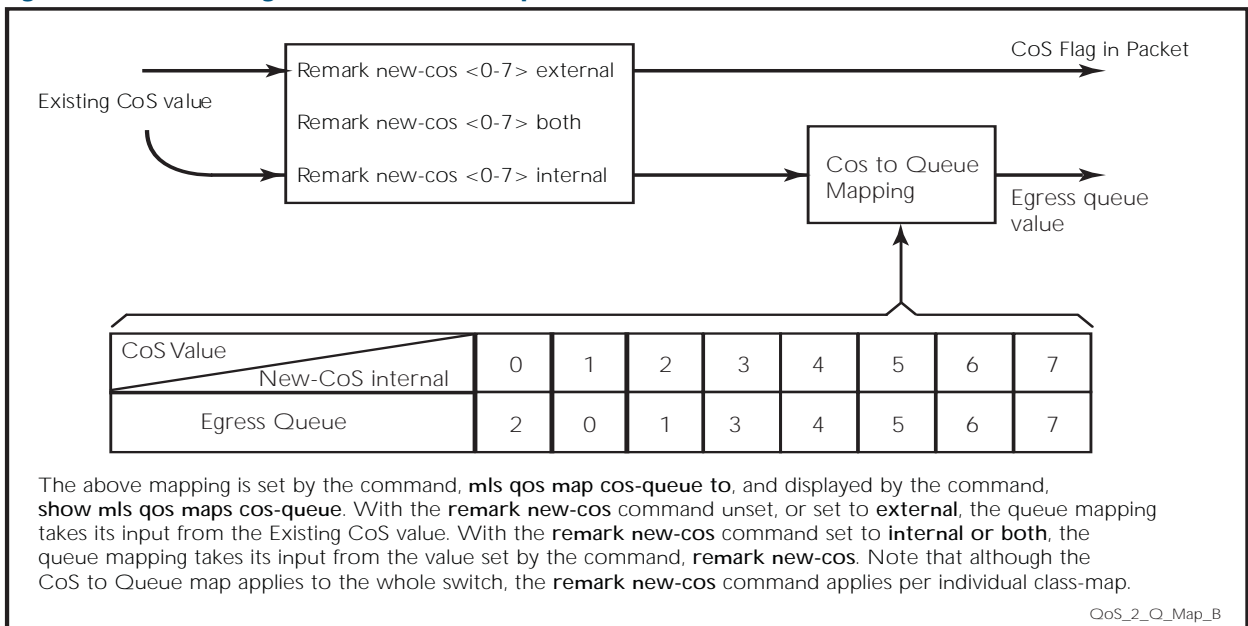 CoS Flag in Packet
Remark new-cos <0-7> external
Existing CoS value
Remark new-cos <0-7> both
Remark new-cos <0-7> internal
Cos to Queue
Mapping
Egress queue
value
CoS Value
New-CoS internal
0 1 2 3 4 5 6 7
Egress Queue 2 0 1 3 4 5 6 7
The above mapping is set by the command, mls qos map cos-queue to, and displayed by the command,
show mls qos maps cos-queue. With the remark new-cos command unset, or set to external, the queue mapping
takes its input from the Existing CoS value. With the remark new-cos command set to internal or both, the
queue mapping takes its input from the value set by the command, remark new-cos. Note that although the
CoS to Queue map applies to the whole switch, the remark new-cos command applies per individual class-map.
QoS_2_Q_Map_B